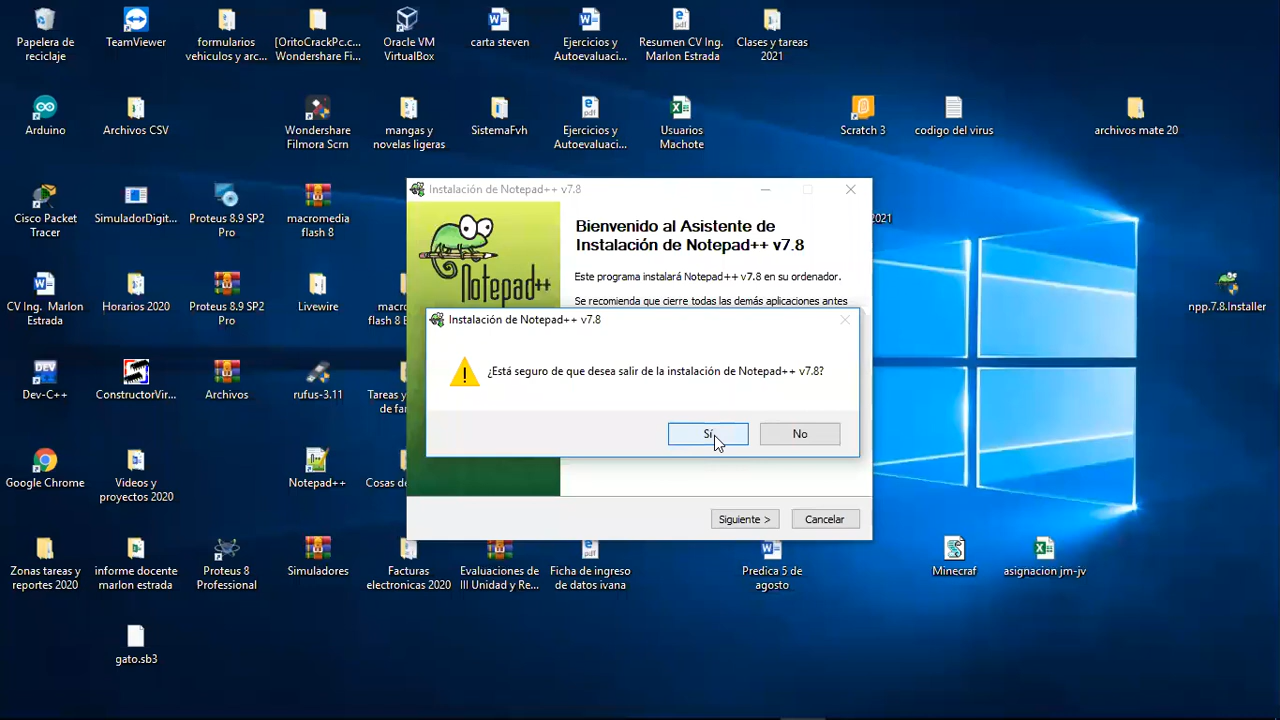 Papelera de
reciclaje
TeamViewer
formularios
vehiculos y arc...
[OritoCrackPc.c...
Wondershare Fi...
Oracle VM
VirtualBox
carta steven
Ejercicios y
Autoevaluaci...
Resumen CV Ing.
Marlon Estrada
Clases y tareas
2021
Arduino
Archivos CSV
Wondershare
Filmora Scrn
mangas y
novelas ligeras
SistemaFvh
Ejercicios y
Autoevaluaci...
Usuarios
Machote
Scratch 3
codigo del virus
archivos mate 20
Cisco Packet
Tracer
SimuladorDigit...
Proteus 8.9 SP2
Pro
macromedia
flash 8
2021
CV Ing. Marlon
Estrada
Horarios 2020
Proteus 8.9 SP2
Pro
Livewire
flash 8
npp.7.8.Installer
Dev-C++
ConstructorVir...
Archivos
rufus-3.11
Tareas y
de
Google Chrome
Videos y
proyectos 2020
Notepad++
Cosas de
Zonas tareas y
reportes 2020
informe docente
marlon estrada
Proteus 8
Professional
Simuladores
Facturas
electronicas 2020
Evaluaciones de
III Unidad y Re...
Ficha de ingreso
de datos ivana
Predica 5 de
agosto
Minecraf
asignacion jm-jv
gato.sb3
Instalación de Notepad++ v7.8
Notepad++
Bienvenido al Asistente de
Instalación de Notepad++ v7.8
Este programa instalará Notepad++ v7.8 en su ordenador.
Se recomienda que cierre todas las demás aplicaciones antes
Instalación de Notepad++ v7.8
¿Está seguro de que desea salir de la instalación de Notepad++ v7.8?
Sí
No
Siguiente >
Cancelar